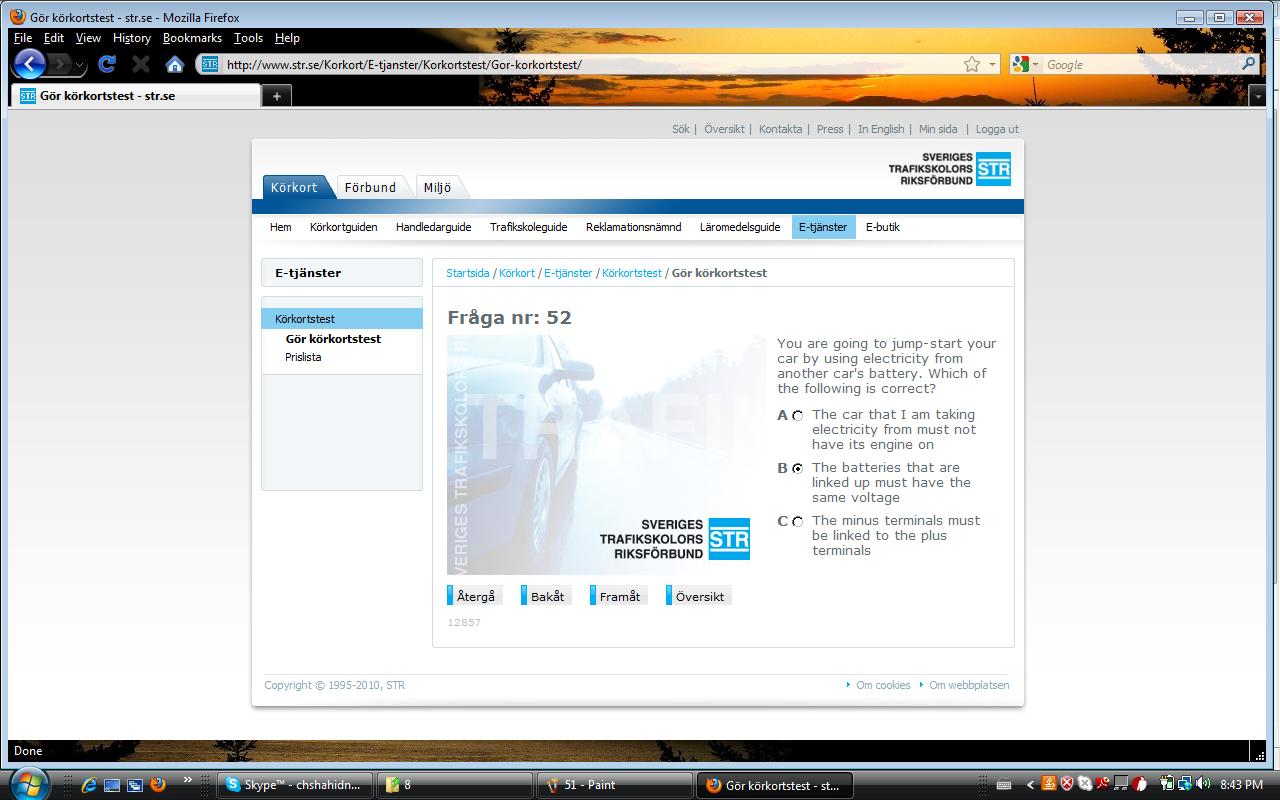 Gör körkortstest - str.se - Mozilla Firefox
File Edit View History Bookmarks Tools Help
STR http://www.str.se/Korkort/E-tjanster/Korkortstest/Gor-korkortstest/ Google
STR Gör körkortstest - str.se
Sök | Översikt | Kontakta | Press | In English | Min sida | Logga ut
SVERIGES
TRAFIKSKOLORS
RIKSFÖRBUND
STR
Körkort Förbund Miljö
Hem Körkortguiden Handledarguide Trafikskoleguide Reklamationsnämnd Läromedelsguide E-tjänster E-butik
E-tjänster
Körkortstest
Gör körkortstest
Prislista
Startsida / Körkort / E-tjänster / Körkortstest / Gör körkortstest
Fråga nr: 52
TRAFI
You are going to jump-start your
car by using electricity from
another car's battery. Which of
the following is correct?
A The car that I am taking
electricity from must not
have its engine on
B The batteries that are
linked up must have the
same voltage
C The minus terminals must
be linked to the plus
terminals
SVERIGES
TRAFIKSKOLORS
RIKSFÖRBUND
STR
Återgå Bakåt Framåt Översikt
12857
Copyright © 1995-2010, STR Om cookies Om webbplatsen
Done
Skype™ - chshahidn... 8 51 - Paint Gör körkortstest - st... 8:43 PM